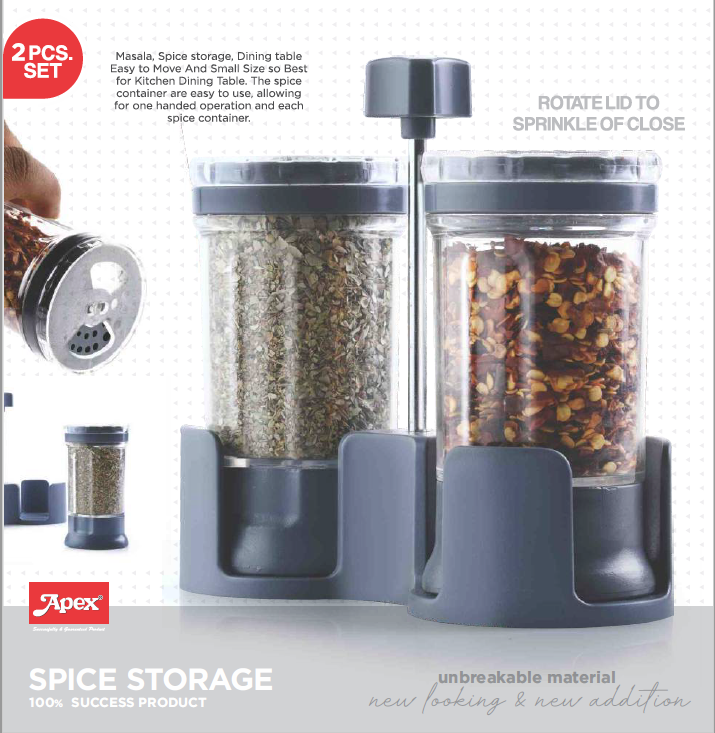 2 PCS.
SET
Masala, Spice storage, Dining table
Easy to Move And Small Size so Best
for Kitchen Dining Table. The spice
container are easy to use, allowing
for one handed operation and each
spice container.
ROTATE LID TO
SPRINKLE OF CLOSE
Apex®
SPICE STORAGE
100% SUCCESS PRODUCT
unbreakable material
new looking & new addition